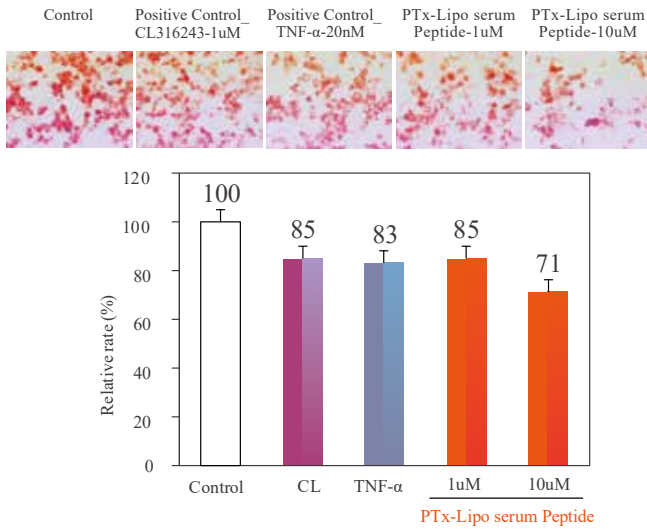 Control
Positive Control_
CL316243-1uM
Positive Control_
TNF-α-20nM
PTx-Lipo serum
Peptide-1uM
PTx-Lipo serum
Peptide-10uM
Relative rate (%)
120
100
80
60
40
20
0
100
85
83
85
71
Control
CL
TNF-α
1uM
10uM
PTx-Lipo serum Peptide